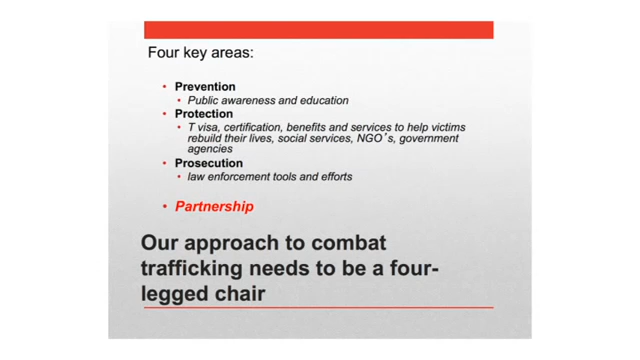 Four key areas:
• Prevention
• Public awareness and education
• Protection
• T visa, certification, benefits and services to help victims
rebuild their lives, social services, NGO's, government
agencies
• Prosecution
• law enforcement tools and efforts
• Partnership
Our approach to combat
trafficking needs to be a four-
legged chair